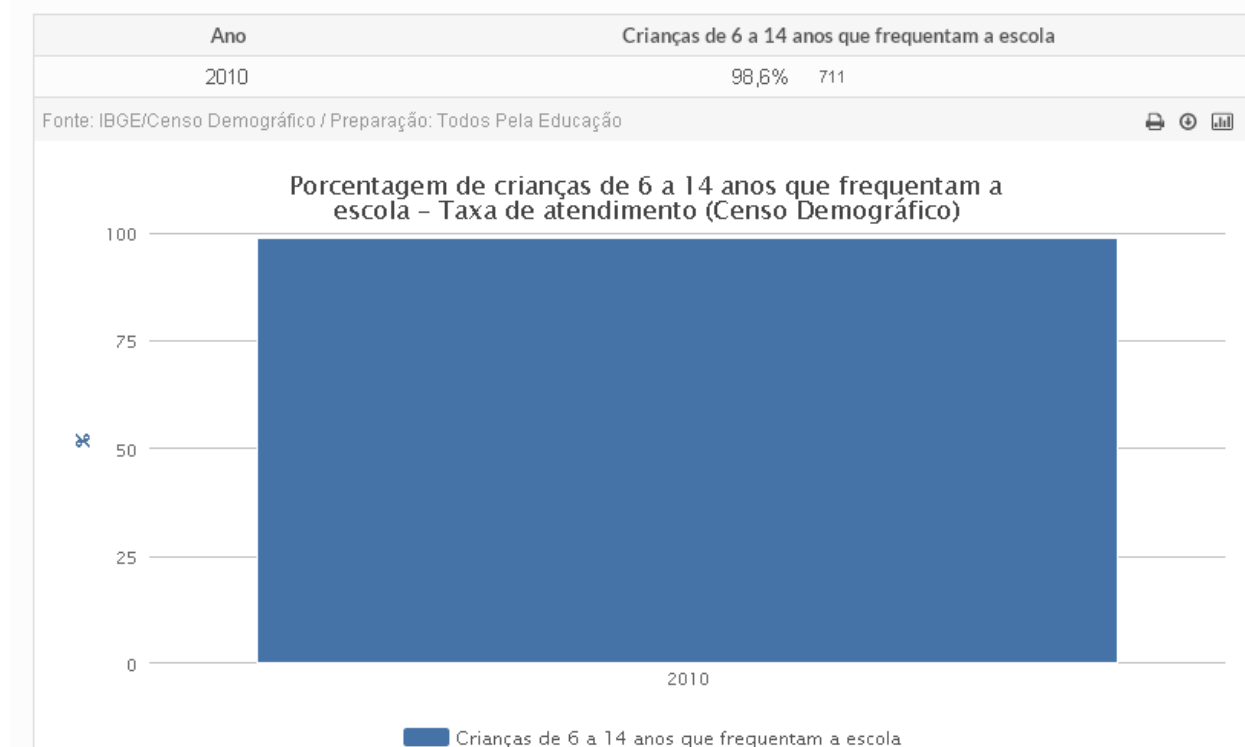 Ano Crianças de 6 a 14 anos que frequentam a escola
2010 98,6% 711
Fonte: IBGE/Censo Demográfico / Preparação: Todos Pela Educação
Porcentagem de crianças de 6 a 14 anos que frequentam a
escola – Taxa de atendimento (Censo Demográfico)
100
75
%
50
25
0
2010
Crianças de 6 a 14 anos que frequentam a escola